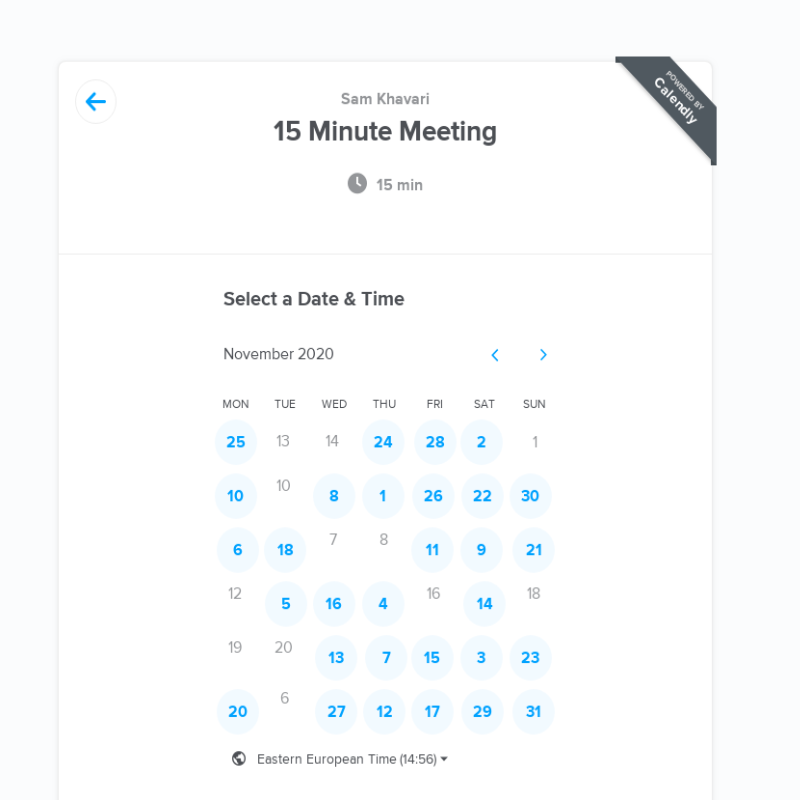 POWERED BY
Calendly
Sam Khavari
15 Minute Meeting
15 min
Select a Date & Time
November 2020
MON TUE WED THU FRI SAT SUN
25 13 14 24 28 2 1
10 10 8 1 26 22 30
6 18 7 8 11 9 21
12 5 16 4 16 14 18
19 20 13 7 15 3 23
20 6 27 12 17 29 31
Eastern European Time (14:56)